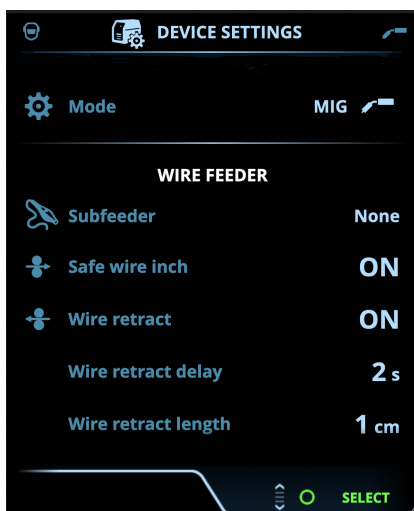 DEVICE SETTINGS
Mode MIG
WIRE FEEDER
Subfeeder None
Safe wire inch ON
Wire retract ON
Wire retract delay 2 s
Wire retract length 1 cm
SELECT